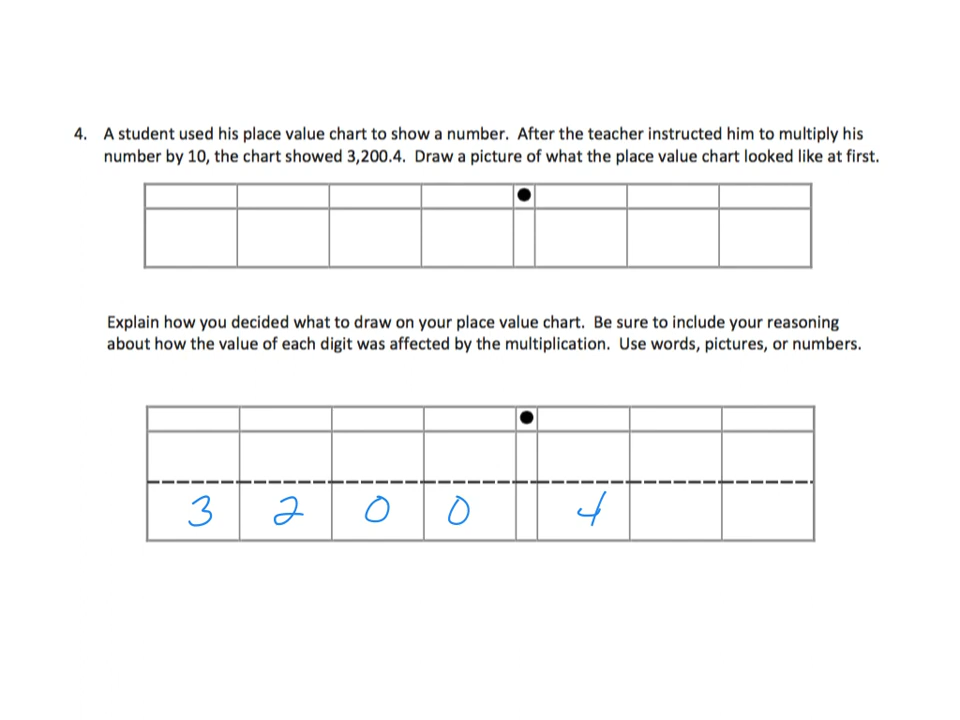 4. A student used his place value chart to show a number. After the teacher instructed him to multiply his
number by 10, the chart showed 3,200.4. Draw a picture of what the place value chart looked like at first.
Explain how you decided what to draw on your place value chart. Be sure to include your reasoning
about how the value of each digit was affected by the multiplication. Use words, pictures, or numbers.
3 2 0 0 4